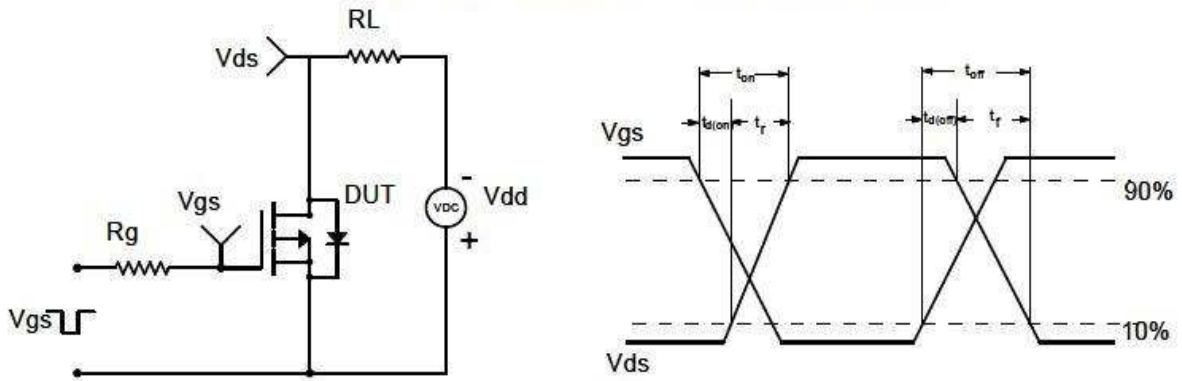 RL
Vds
-
Vdd
VDC
+
DUT
Vgs
Rg
Vgs
ton
toff
td(on)
tr
td(off)
tf
Vgs
90%
10%
Vds